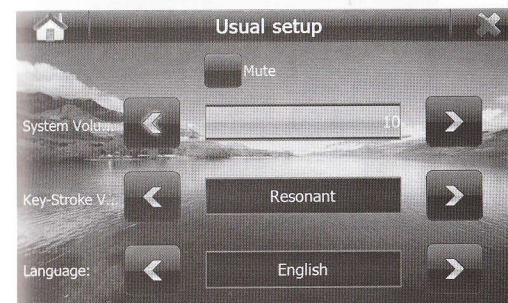 Usual setup
Mute
System Volu... 10
Key-Stroke V... Resonant
Language: English